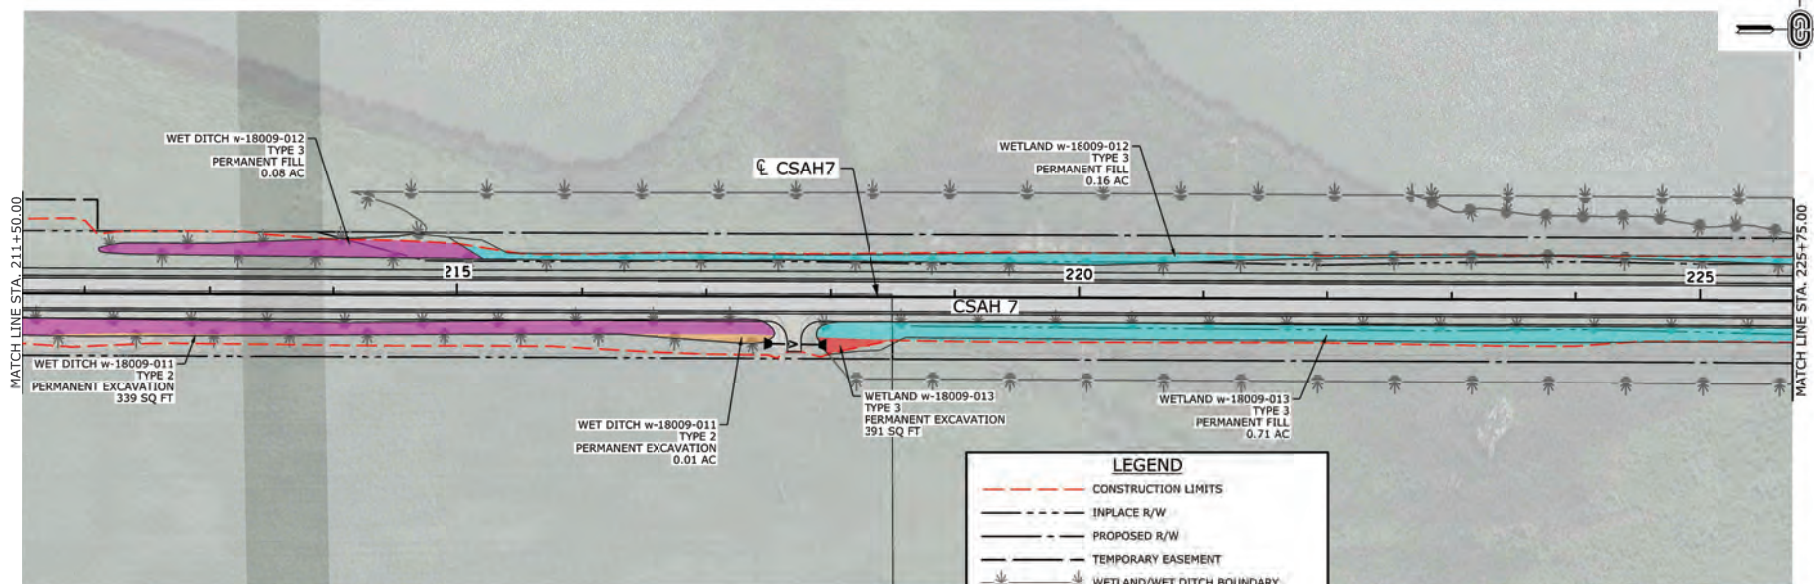 WET DITCH w-18009-012
TYPE 3
PERMANENT FILL
0.08 AC
℄ CSAH7
WETLAND w-18009-012
TYPE 3
PERMANENT FILL
0.16 AC
MATCH LINE STA. 211+50.00
MATCH LINE STA. 225+75.00
215
220
225
CSAH 7
WET DITCH w-18009-011
TYPE 2
PERMANENT EXCAVATION
339 SQ FT
WET DITCH w-18009-011
TYPE 2
PERMANENT EXCAVATION
0.01 AC
WETLAND w-18009-013
TYPE 3
PERMANENT EXCAVATION
391 SQ FT
WETLAND w-18009-013
TYPE 3
PERMANENT FILL
0.71 AC
LEGEND
CONSTRUCTION LIMITS
INPLACE R/W
PROPOSED R/W
TEMPORARY EASEMENT
WETLAND/WET DITCH BOUNDARY